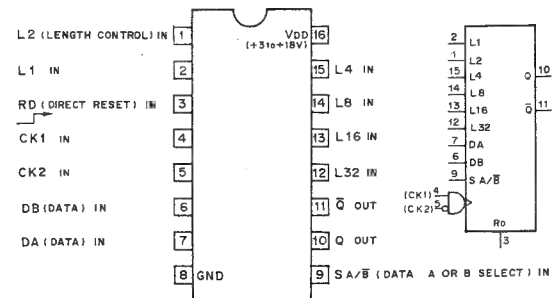 L2 (LENGTH CONTROL) IN 1
L1 IN 2
RD (DIRECT RESET) IN 3
CK1 IN 4
CK2 IN 5
DB (DATA) IN 6
DA (DATA) IN 7
8 GND
VDD 16
(+3 to +18V)
15 L4 IN
14 L8 IN
13 L16 IN
12 L32 IN
11 Q̅ OUT
10 Q OUT
9 S A/B̅ (DATA A OR B SELECT) IN
2 L1
1 L2
15 L4
14 L8
13 L16
12 L32
7 DA
6 DB
9 S A/B̅
(CK1) 4
(CK2) 5
Q 10
Q̅ 11
RD
3